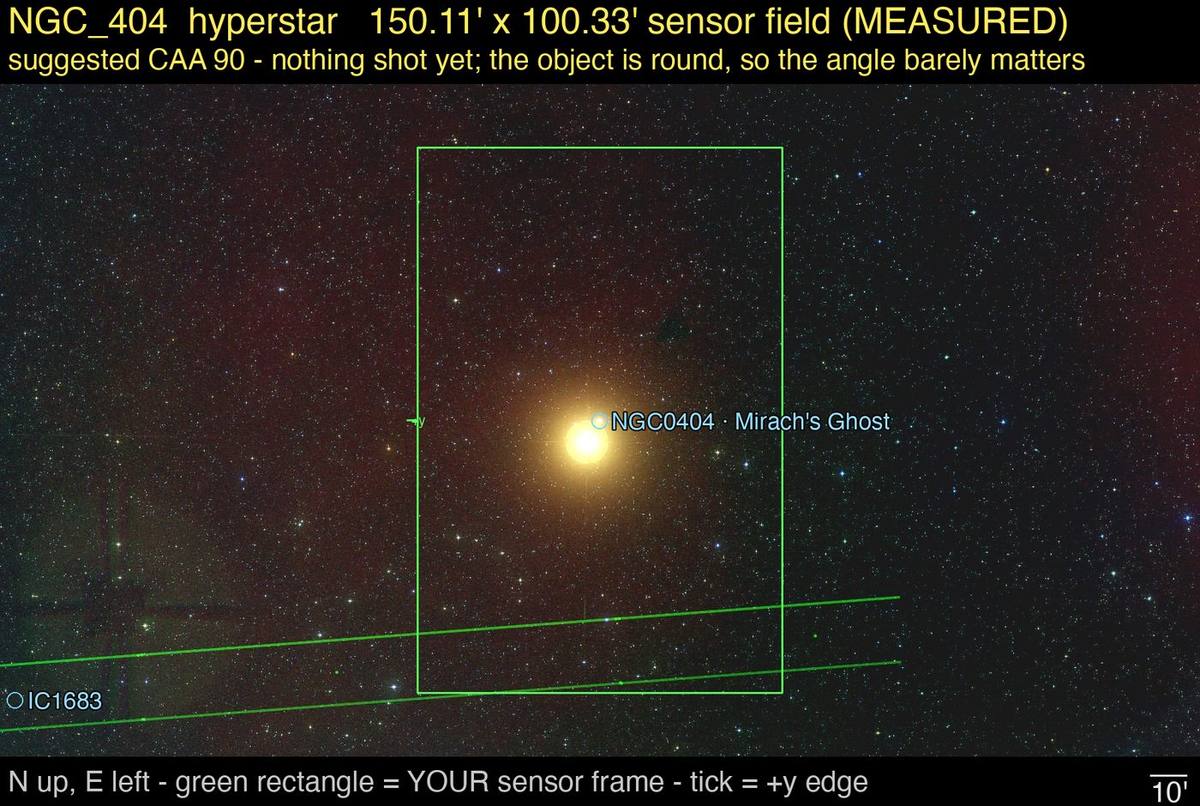 NGC_404 hyperstar 150.11' x 100.33' sensor field (MEASURED)
suggested CAA 90 - nothing shot yet; the object is round, so the angle barely matters
+y
NGC0404 · Mirach's Ghost
IC1683
N up, E left - green rectangle = YOUR sensor frame - tick = +y edge
10'